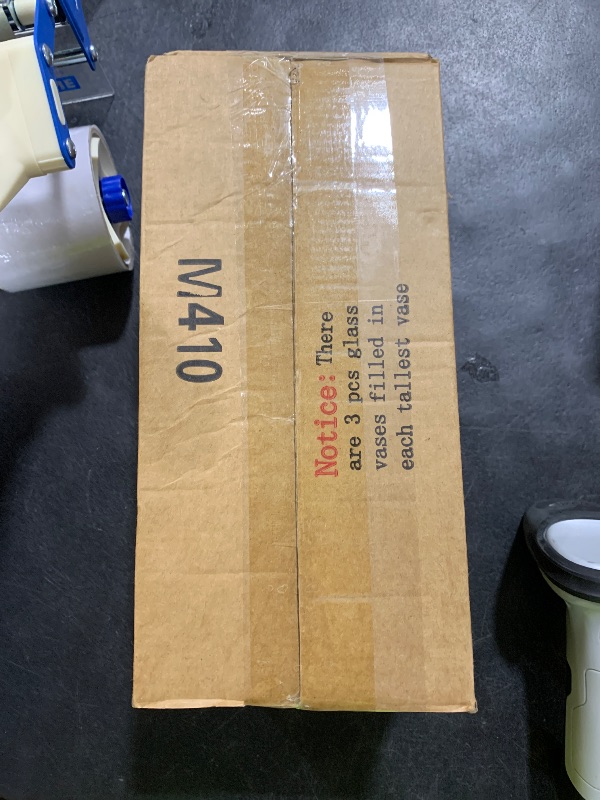 M410
Notice: There
are 3 pcs glass
vases filled in
each tallest vase